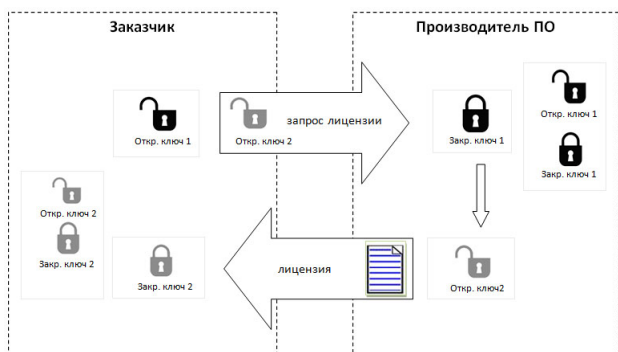 Заказчик
Производитель ПО
Откр. ключ 1
Откр. ключ 2
запрос лицензии
Закр. ключ 1
Откр. ключ 1
Закр. ключ 1
Откр. ключ 2
Закр. ключ 2
Закр. ключ 2
лицензия
Откр. ключ2